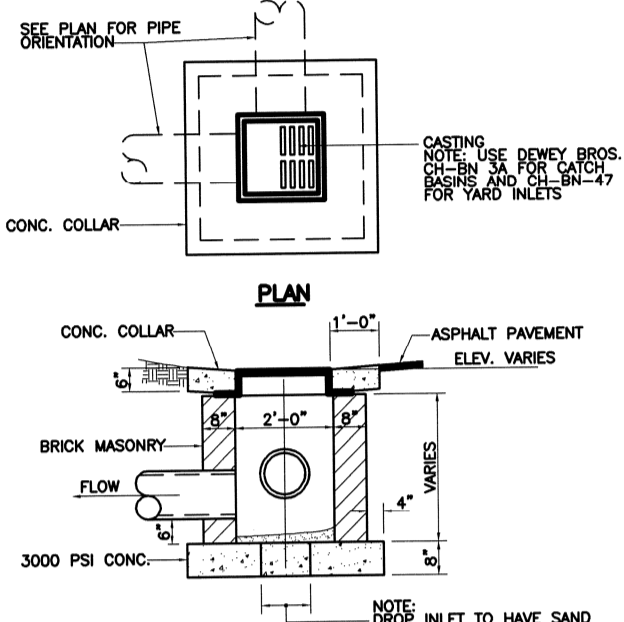 SEE PLAN FOR PIPE
ORIENTATION
CASTING
NOTE: USE DEWEY BROS.
CH-BN 3A FOR CATCH
BASINS AND CH-BN-47
FOR YARD INLETS
CONC. COLLAR
PLAN
1'-0"
CONC. COLLAR
ASPHALT PAVEMENT
ELEV. VARIES
6"
8"
2'-0"
8"
BRICK MASONRY
VARIES
FLOW
4"
6"
3000 PSI CONC.
8"
NOTE:
DROP INLET TO HAVE SAND